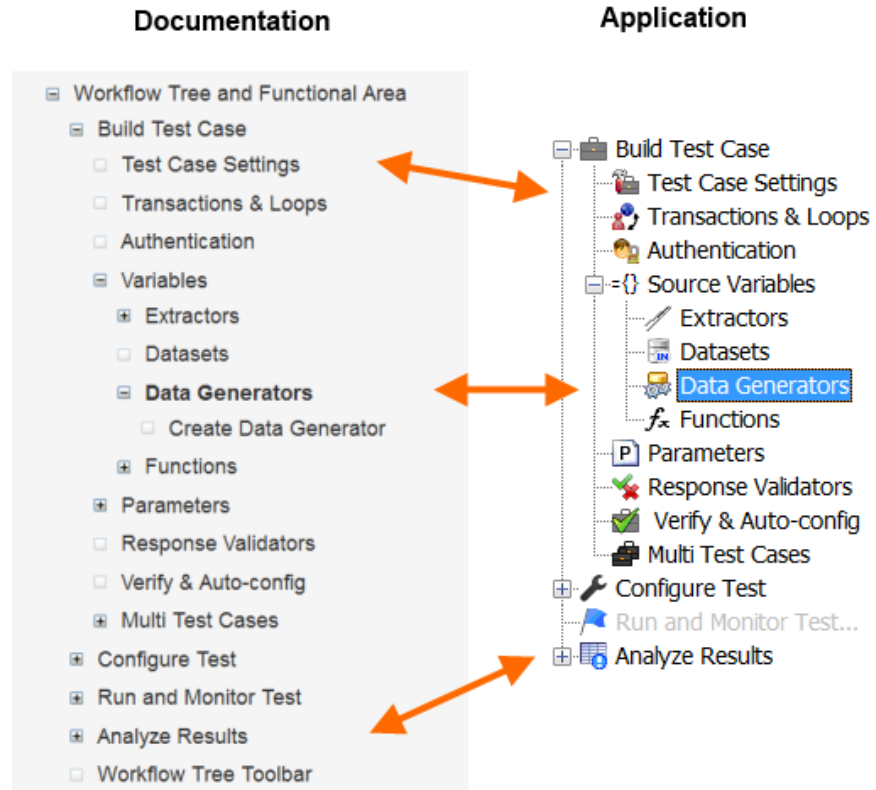 Documentation
Workflow Tree and Functional Area
Build Test Case
Test Case Settings
Transactions & Loops
Authentication
Variables
Extractors
Datasets
Data Generators
Create Data Generator
Functions
Parameters
Response Validators
Verify & Auto-config
Multi Test Cases
Configure Test
Run and Monitor Test
Analyze Results
Workflow Tree Toolbar
Application
Build Test Case
Test Case Settings
Transactions & Loops
Authentication
={} Source Variables
Extractors
IN Datasets
Data Generators
fx Functions
P Parameters
Response Validators
Verify & Auto-config
Multi Test Cases
Configure Test
Run and Monitor Test...
Analyze Results